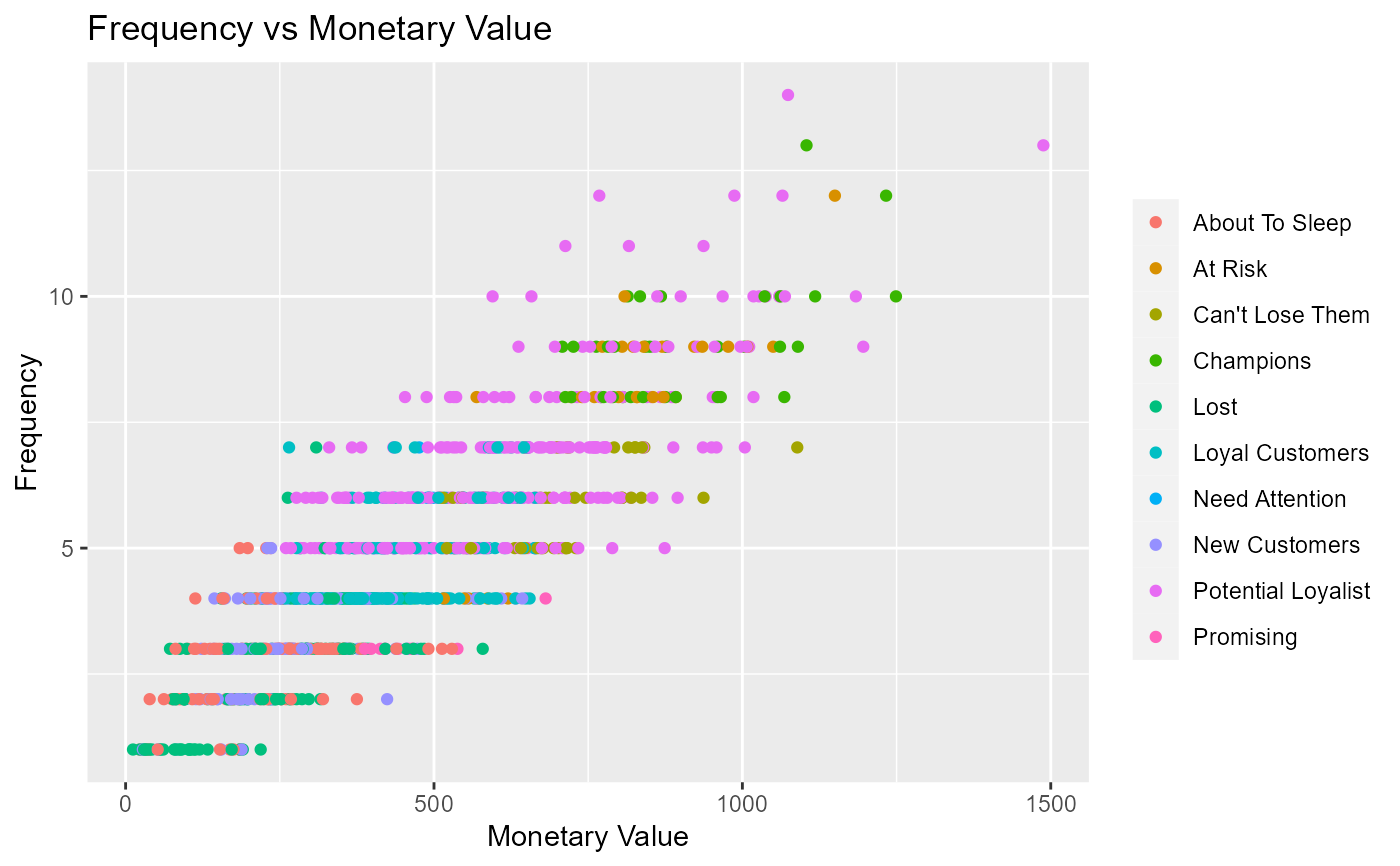 Frequency vs Monetary Value
Frequency
10
5
0
500
1000
1500
Monetary Value
About To Sleep
At Risk
Can't Lose Them
Champions
Lost
Loyal Customers
Need Attention
New Customers
Potential Loyalist
Promising